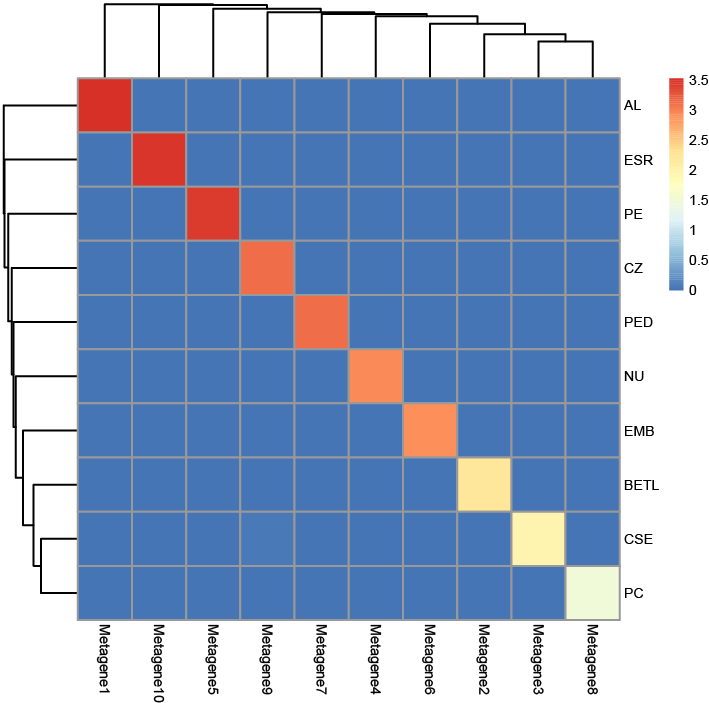 3.5
3
2.5
2
1.5
1
0.5
0
AL
ESR
PE
CZ
PED
NU
EMB
BETL
CSE
PC
Metagene1
Metagene10
Metagene5
Metagene9
Metagene7
Metagene4
Metagene6
Metagene2
Metagene3
Metagene8